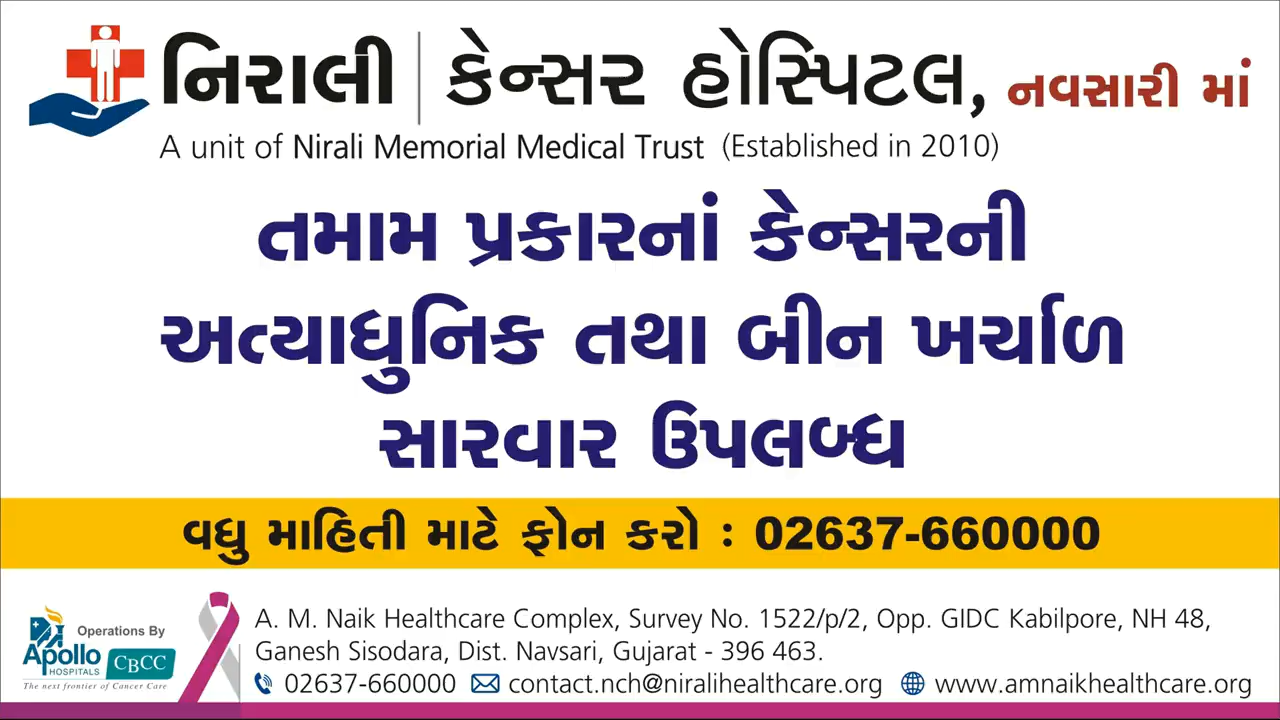 નિરાલી | કેન્સર હોસ્પિટલ, નવસારી માં
A unit of Nirali Memorial Medical Trust (Established in 2010)
તમામ પ્રકારનાં કેન્સરની
અત્યાધુનિક તથા બીન ખર્ચાળ
સારવાર ઉપલબ્ધ
વધુ માહિતી માટે ફોન કરો : 02637-660000
Operations By
Apollo
HOSPITALS
CBCC
The next frontier of Cancer Care
A. M. Naik Healthcare Complex, Survey No. 1522/p/2, Opp. GIDC Kabilpore, NH 48,
Ganesh Sisodara, Dist. Navsari, Gujarat - 396 463.
02637-660000 contact.nch@niralihealthcare.org www.amnaikhealthcare.org